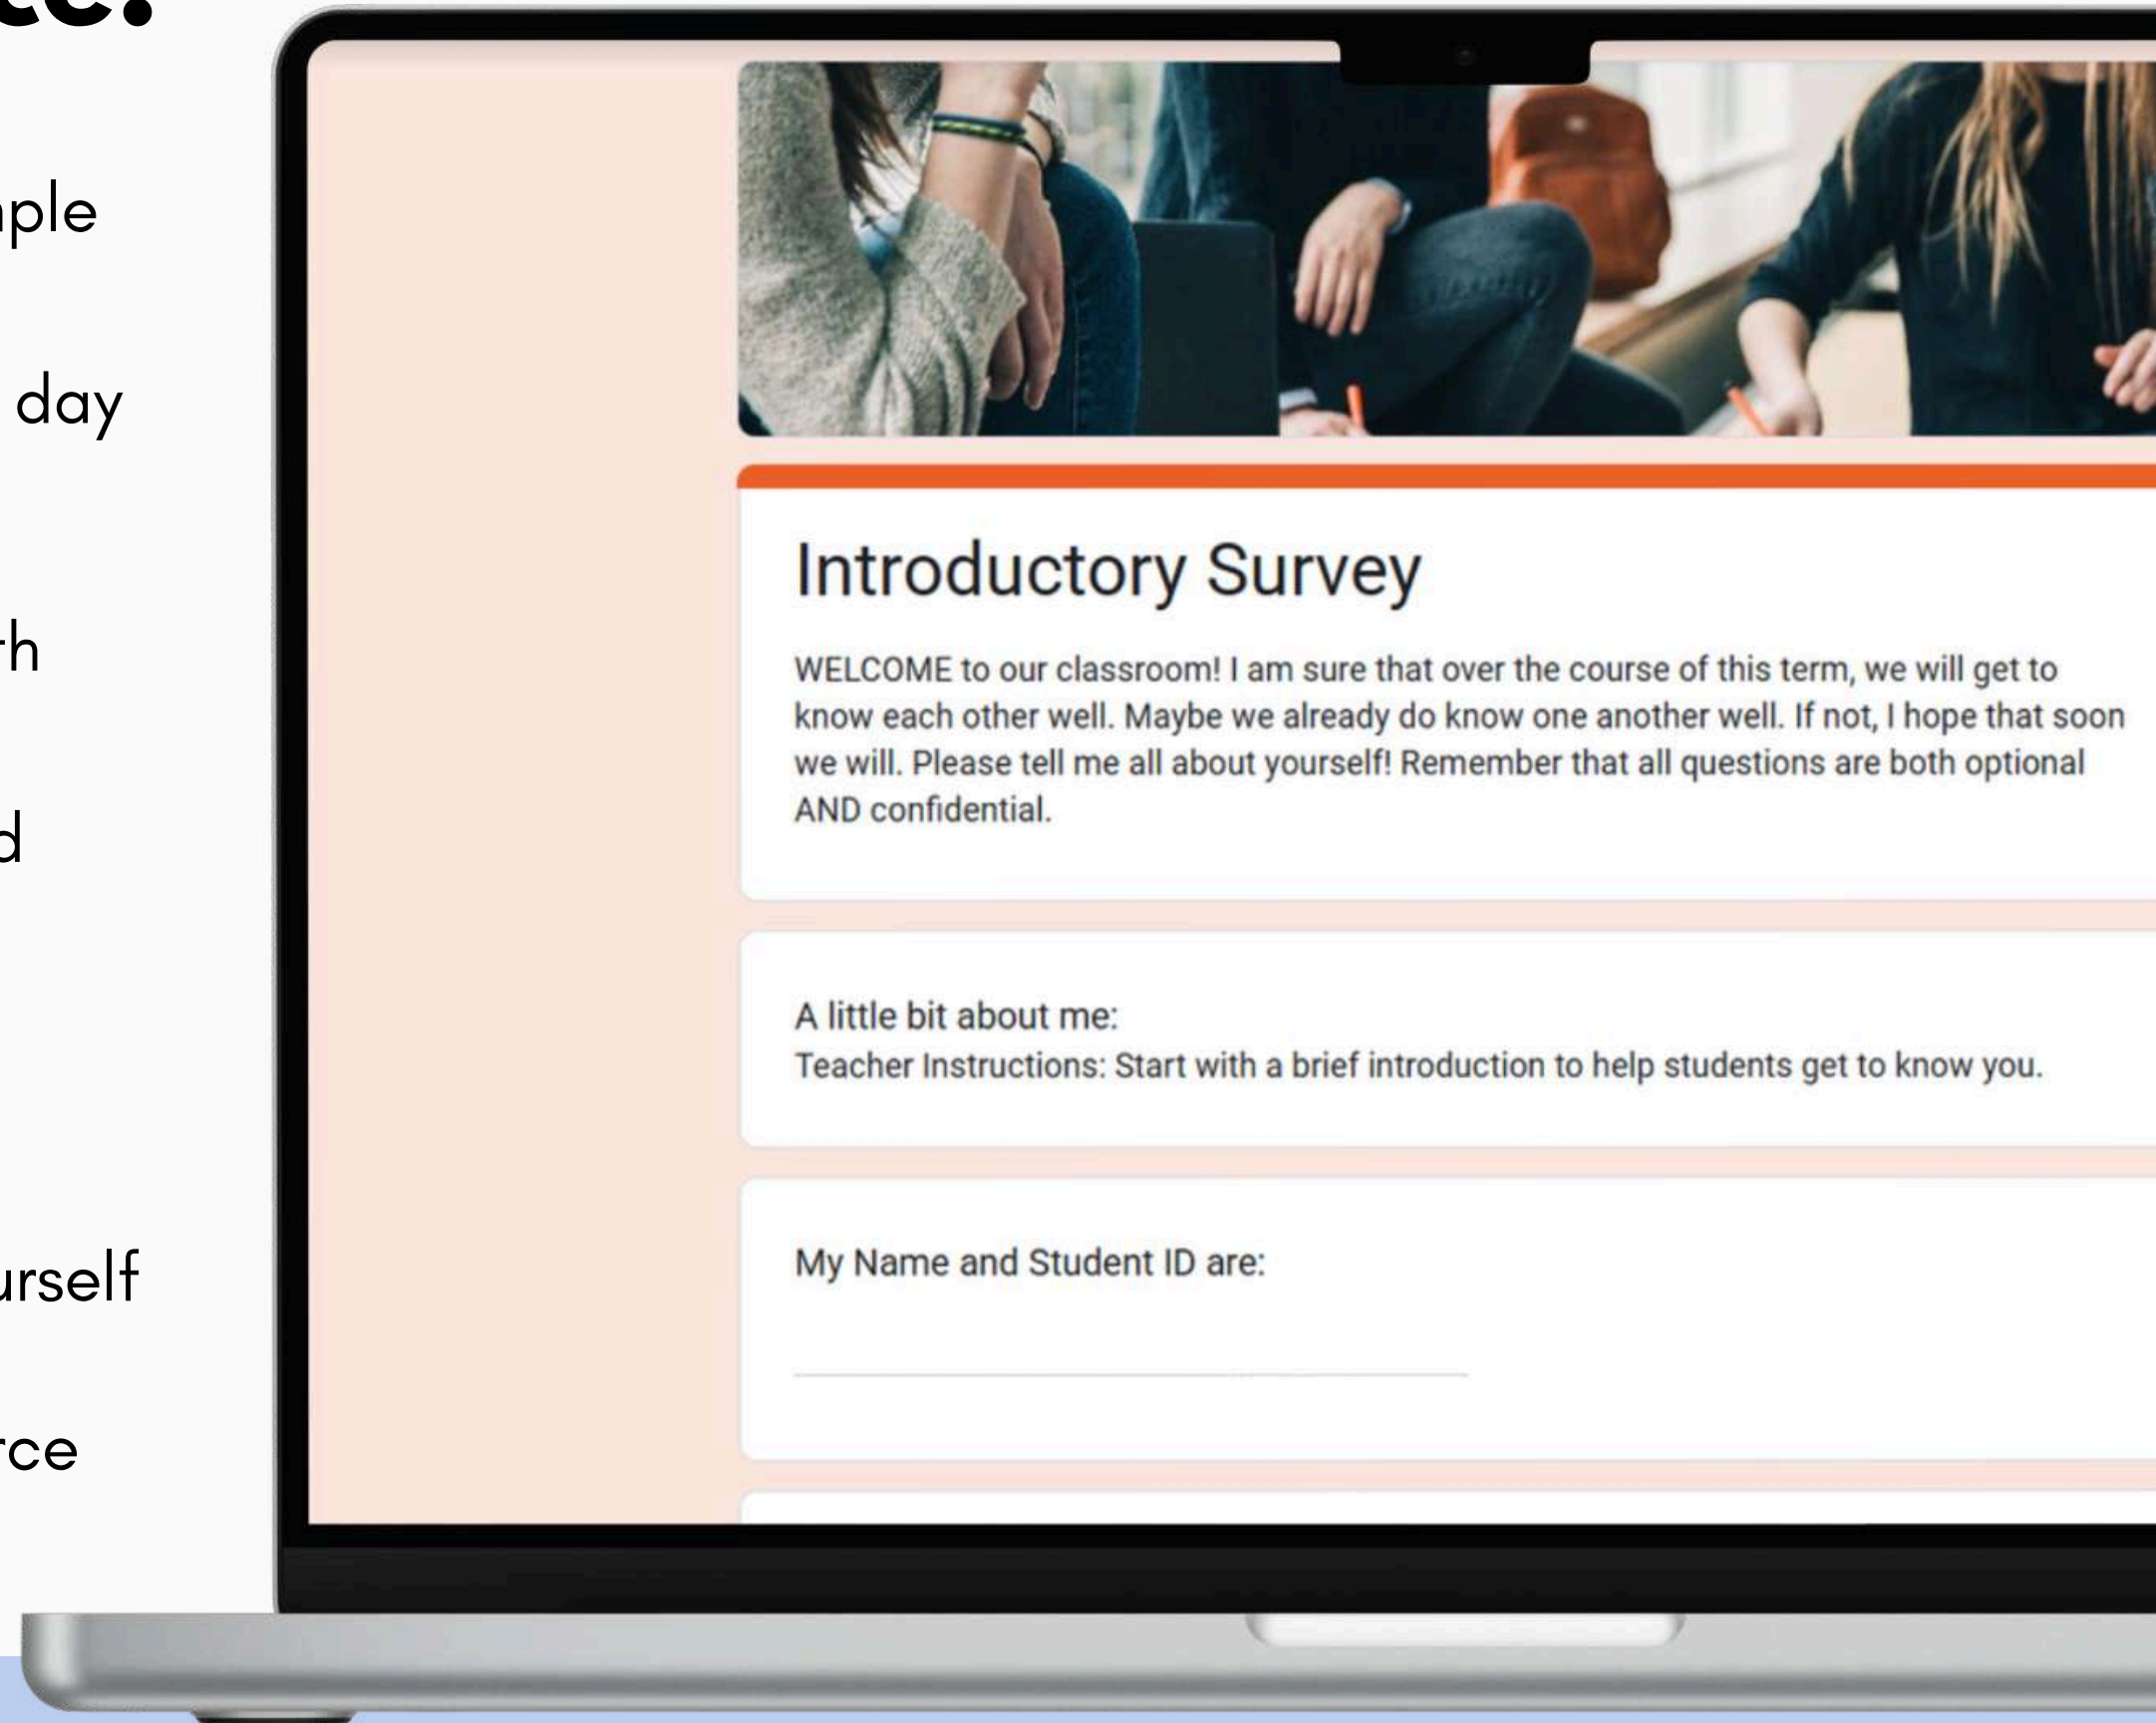 day
Introductory Survey
WELCOME to our classroom! I am sure that over the course of this term, we will get to
know each other well. Maybe we already do know one another well. If not, I hope that soon
we will. Please tell me all about yourself! Remember that all questions are both optional
AND confidential.
A little bit about me:
Teacher Instructions: Start with a brief introduction to help students get to know you.
My Name and Student ID are: